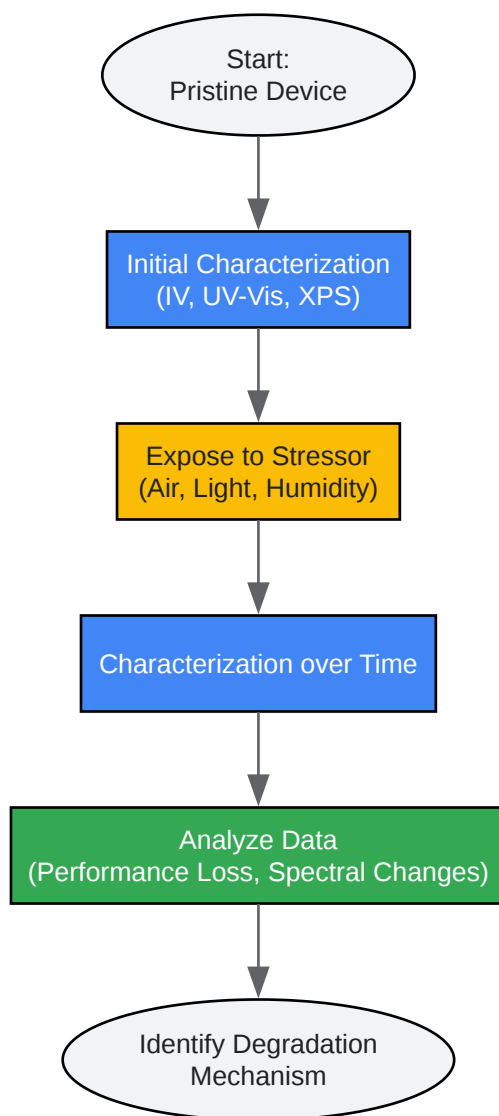 Start:
Pristine Device
Initial Characterization
(IV, UV-Vis, XPS)
Expose to Stressor
(Air, Light, Humidity)
Characterization over Time
Analyze Data
(Performance Loss, Spectral Changes)
Identify Degradation
Mechanism